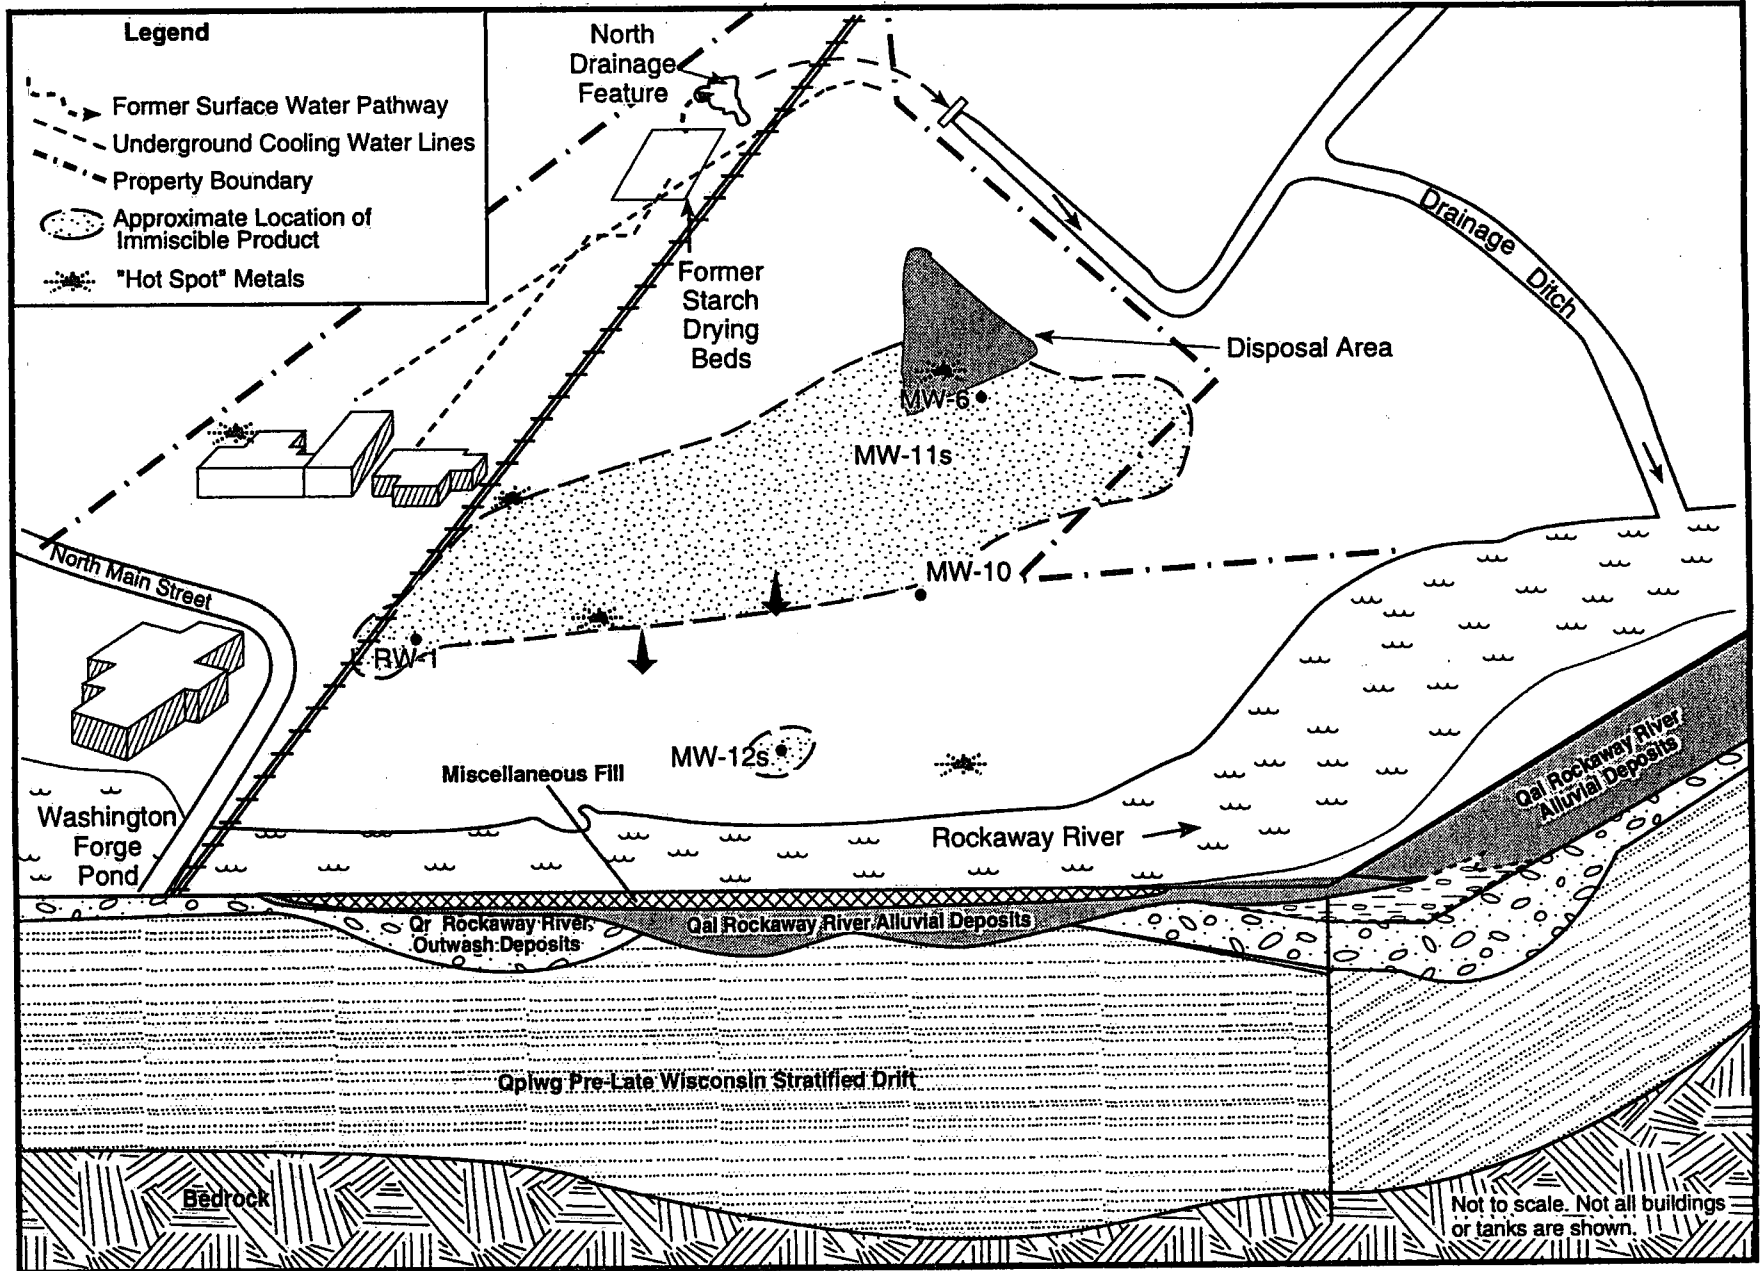 Legend
Former Surface Water Pathway
Underground Cooling Water Lines
Property Boundary
Approximate Location of
Immiscible Product
"Hot Spot" Metals
North
Drainage
Feature
Former
Starch
Drying
Beds
Drainage Ditch
Disposal Area
MW-6
MW-11s
MW-10
North Main Street
RW-1
MW-12s
Miscellaneous Fill
Washington
Forge
Pond
Rockaway River
Qal Rockaway River
Alluvial Deposits
Qr Rockaway River
Outwash Deposits
Qal Rockaway River Alluvial Deposits
Qplwg Pre-Late Wisconsin Stratified Drift
Bedrock
Not to scale. Not all buildings
or tanks are shown.